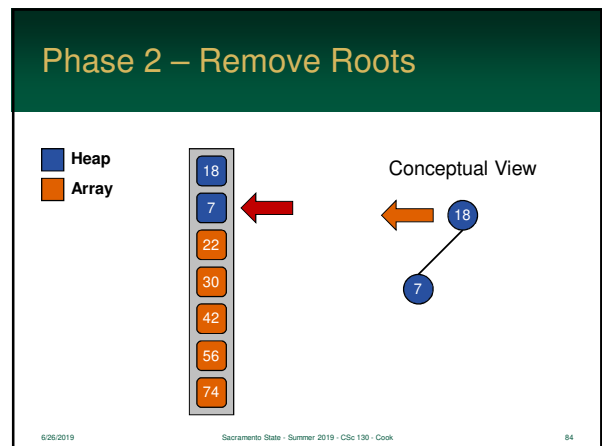 Phase 2 – Remove Roots
Heap
Array
18
7
22
30
42
56
74
Conceptual View
18
7
6/26/2019
Sacramento State - Summer 2019 - CSc 130 - Cook
84